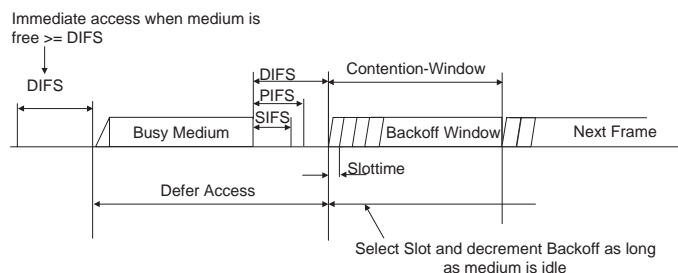 Immediate access when medium is
free >= DIFS
DIFS
DIFS
Contention-Window
PIFS
SIFS
Busy Medium
Backoff Window
Next Frame
Slottime
Defer Access
Select Slot and decrement Backoff as long
as medium is idle